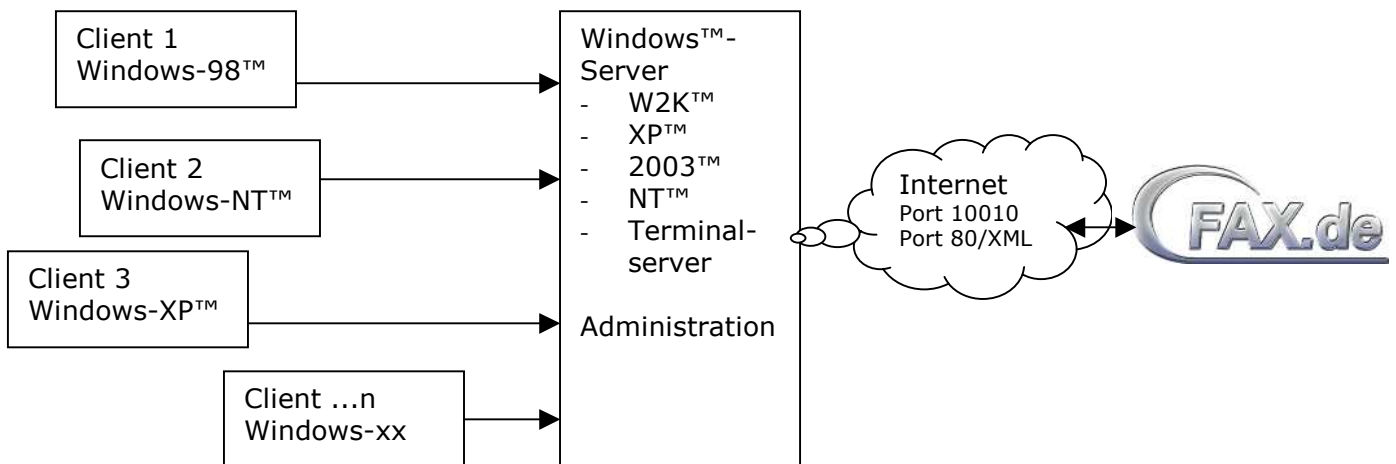 Client 1
Windows-98™
Client 2
Windows-NT™
Client 3
Windows-XP™
Client ...n
Windows-xx
Windows™-
Server
- W2K™
- XP™
- 2003™
- NT™
- Terminal-
server
Administration
Internet
Port 10010
Port 80/XML
FAX.de